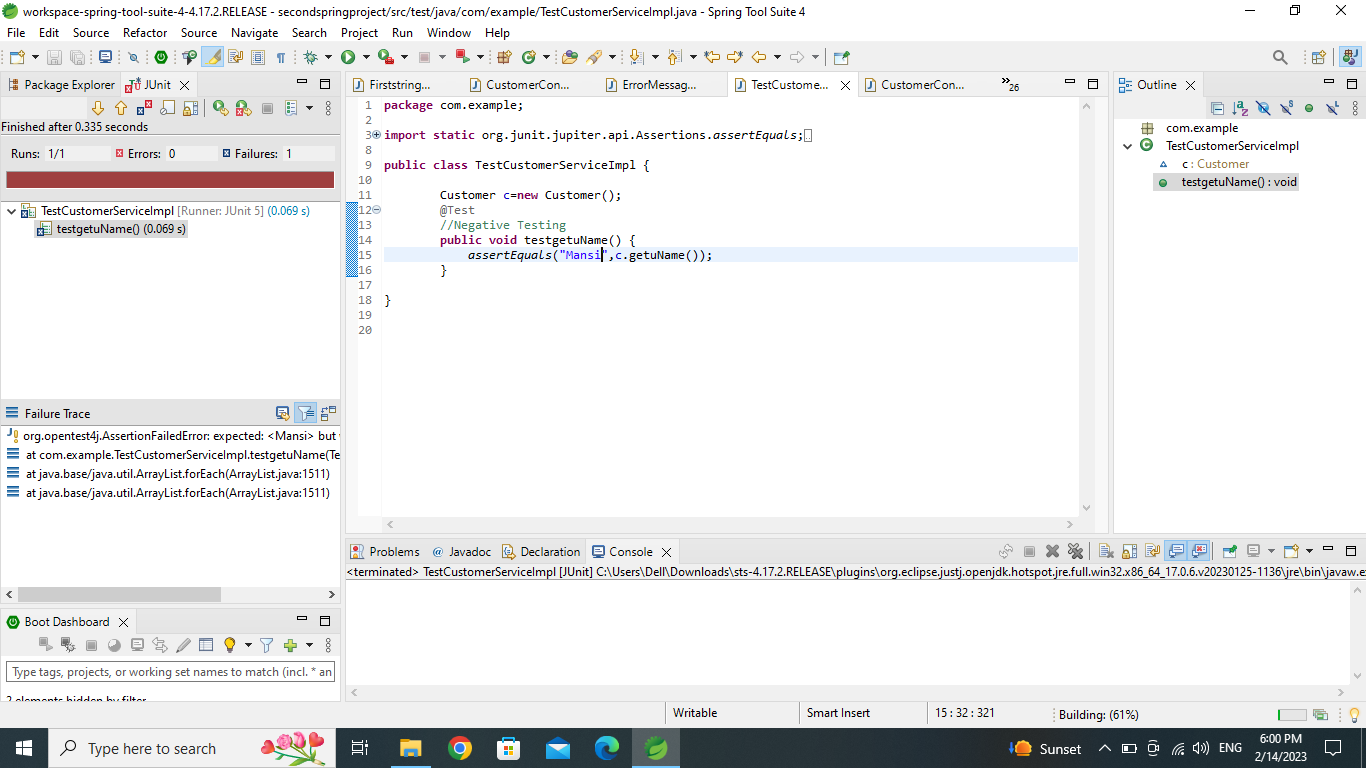 workspace-spring-tool-suite-4-4.17.2.RELEASE - secondspringproject/src/test/java/com/example/TestCustomerServiceImpl.java - Spring Tool Suite 4
File Edit Source Refactor Source Navigate Search Project Run Window Help
Package Explorer JUnit
Finished after 0.335 seconds
Runs: 1/1 Errors: 0 Failures: 1
TestCustomerServiceImpl [Runner: JUnit 5] (0.069 s)
testgetuName() (0.069 s)
Failure Trace
org.opentest4j.AssertionFailedError: expected: <Mansi> but
at com.example.TestCustomerServiceImpl.testgetuName(Te
at java.base/java.util.ArrayList.forEach(ArrayList.java:1511)
at java.base/java.util.ArrayList.forEach(ArrayList.java:1511)
Boot Dashboard
Type tags, projects, or working set names to match (incl. * an
2 elements hidden by filter
Firststring... CustomerCon... ErrorMessag... TestCustome... CustomerCon... 26
1 package com.example;
2
3 import static org.junit.jupiter.api.Assertions.assertEquals;
8
9 public class TestCustomerServiceImpl {
10
11 Customer c=new Customer();
12 @Test
13 //Negative Testing
14 public void testgetuName() {
15 assertEquals("Mansi",c.getuName());
16 }
17
18 }
19
20
Outline
com.example
TestCustomerServiceImpl
c : Customer
testgetuName() : void
Problems Javadoc Declaration Console
<terminated> TestCustomerServiceImpl [JUnit] C:\Users\Dell\Downloads\sts-4.17.2.RELEASE\plugins\org.eclipse.justj.openjdk.hotspot.jre.full.win32.x86_64_17.0.6.v20230125-1136\jre\bin\javaw.e
Writable Smart Insert 15 : 32 : 321 Building: (61%)
Type here to search
Sunset ENG
6:00 PM
2/14/2023